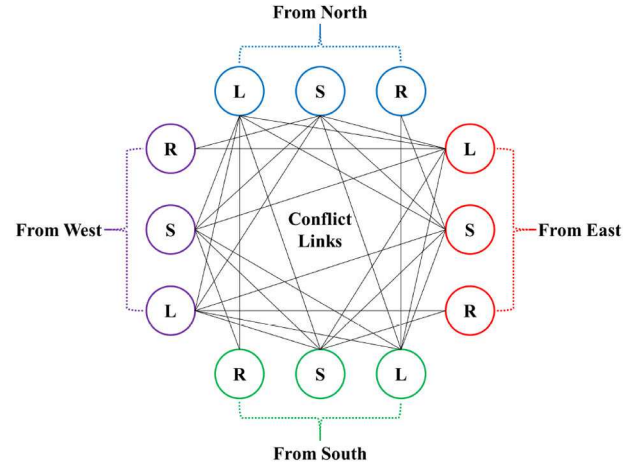 From North
L S R
R L
From West S Conflict Links S From East
L R
R S L
From South